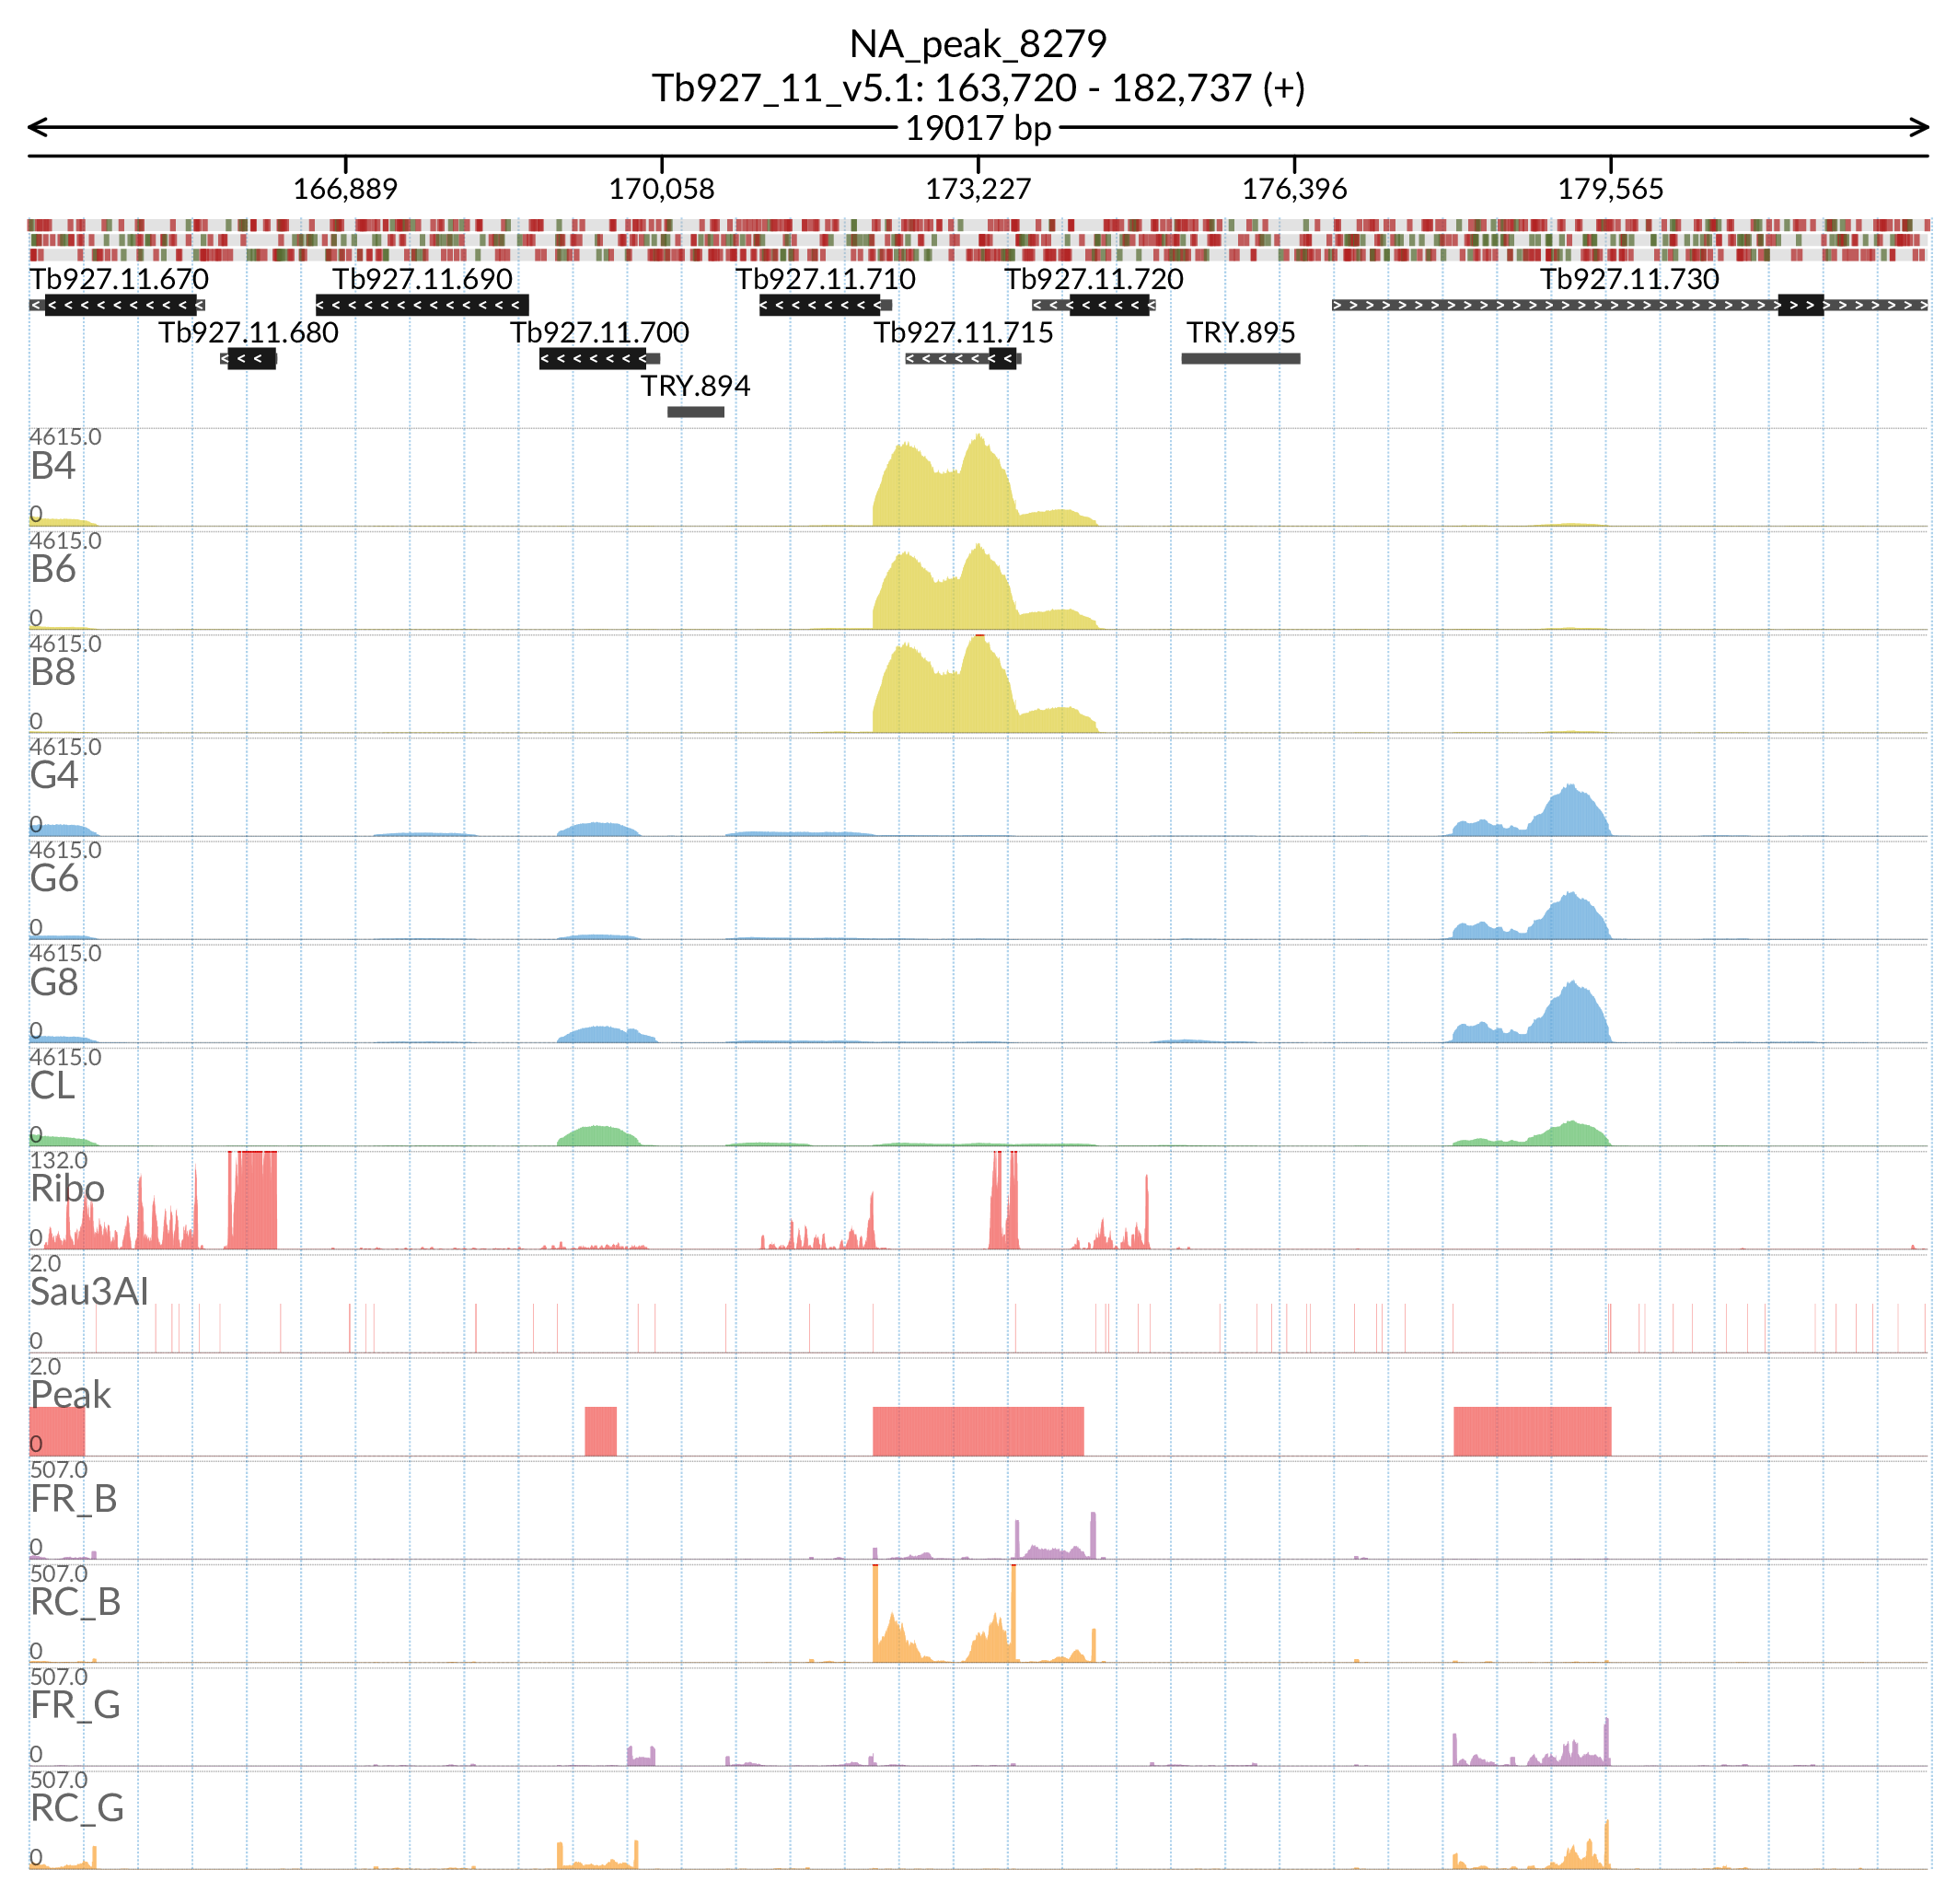 NA_peak_8279
Tb927_11_v5.1: 163,720 - 182,737 (+)
19017 bp
166,889 170,058 173,227 176,396 179,565
Tb927.11.670 Tb927.11.690 Tb927.11.710 Tb927.11.720 Tb927.11.730
Tb927.11.680 Tb927.11.700 Tb927.11.715 TRY.895
TRY.894
4615.0
B4
0
4615.0
B6
0
4615.0
B8
0
4615.0
G4
0
4615.0
G6
0
4615.0
G8
0
4615.0
CL
0
132.0
Ribo
0
2.0
Sau3AI
0
2.0
Peak
0
507.0
FR_B
0
507.0
RC_B
0
507.0
FR_G
0
507.0
RC_G
0